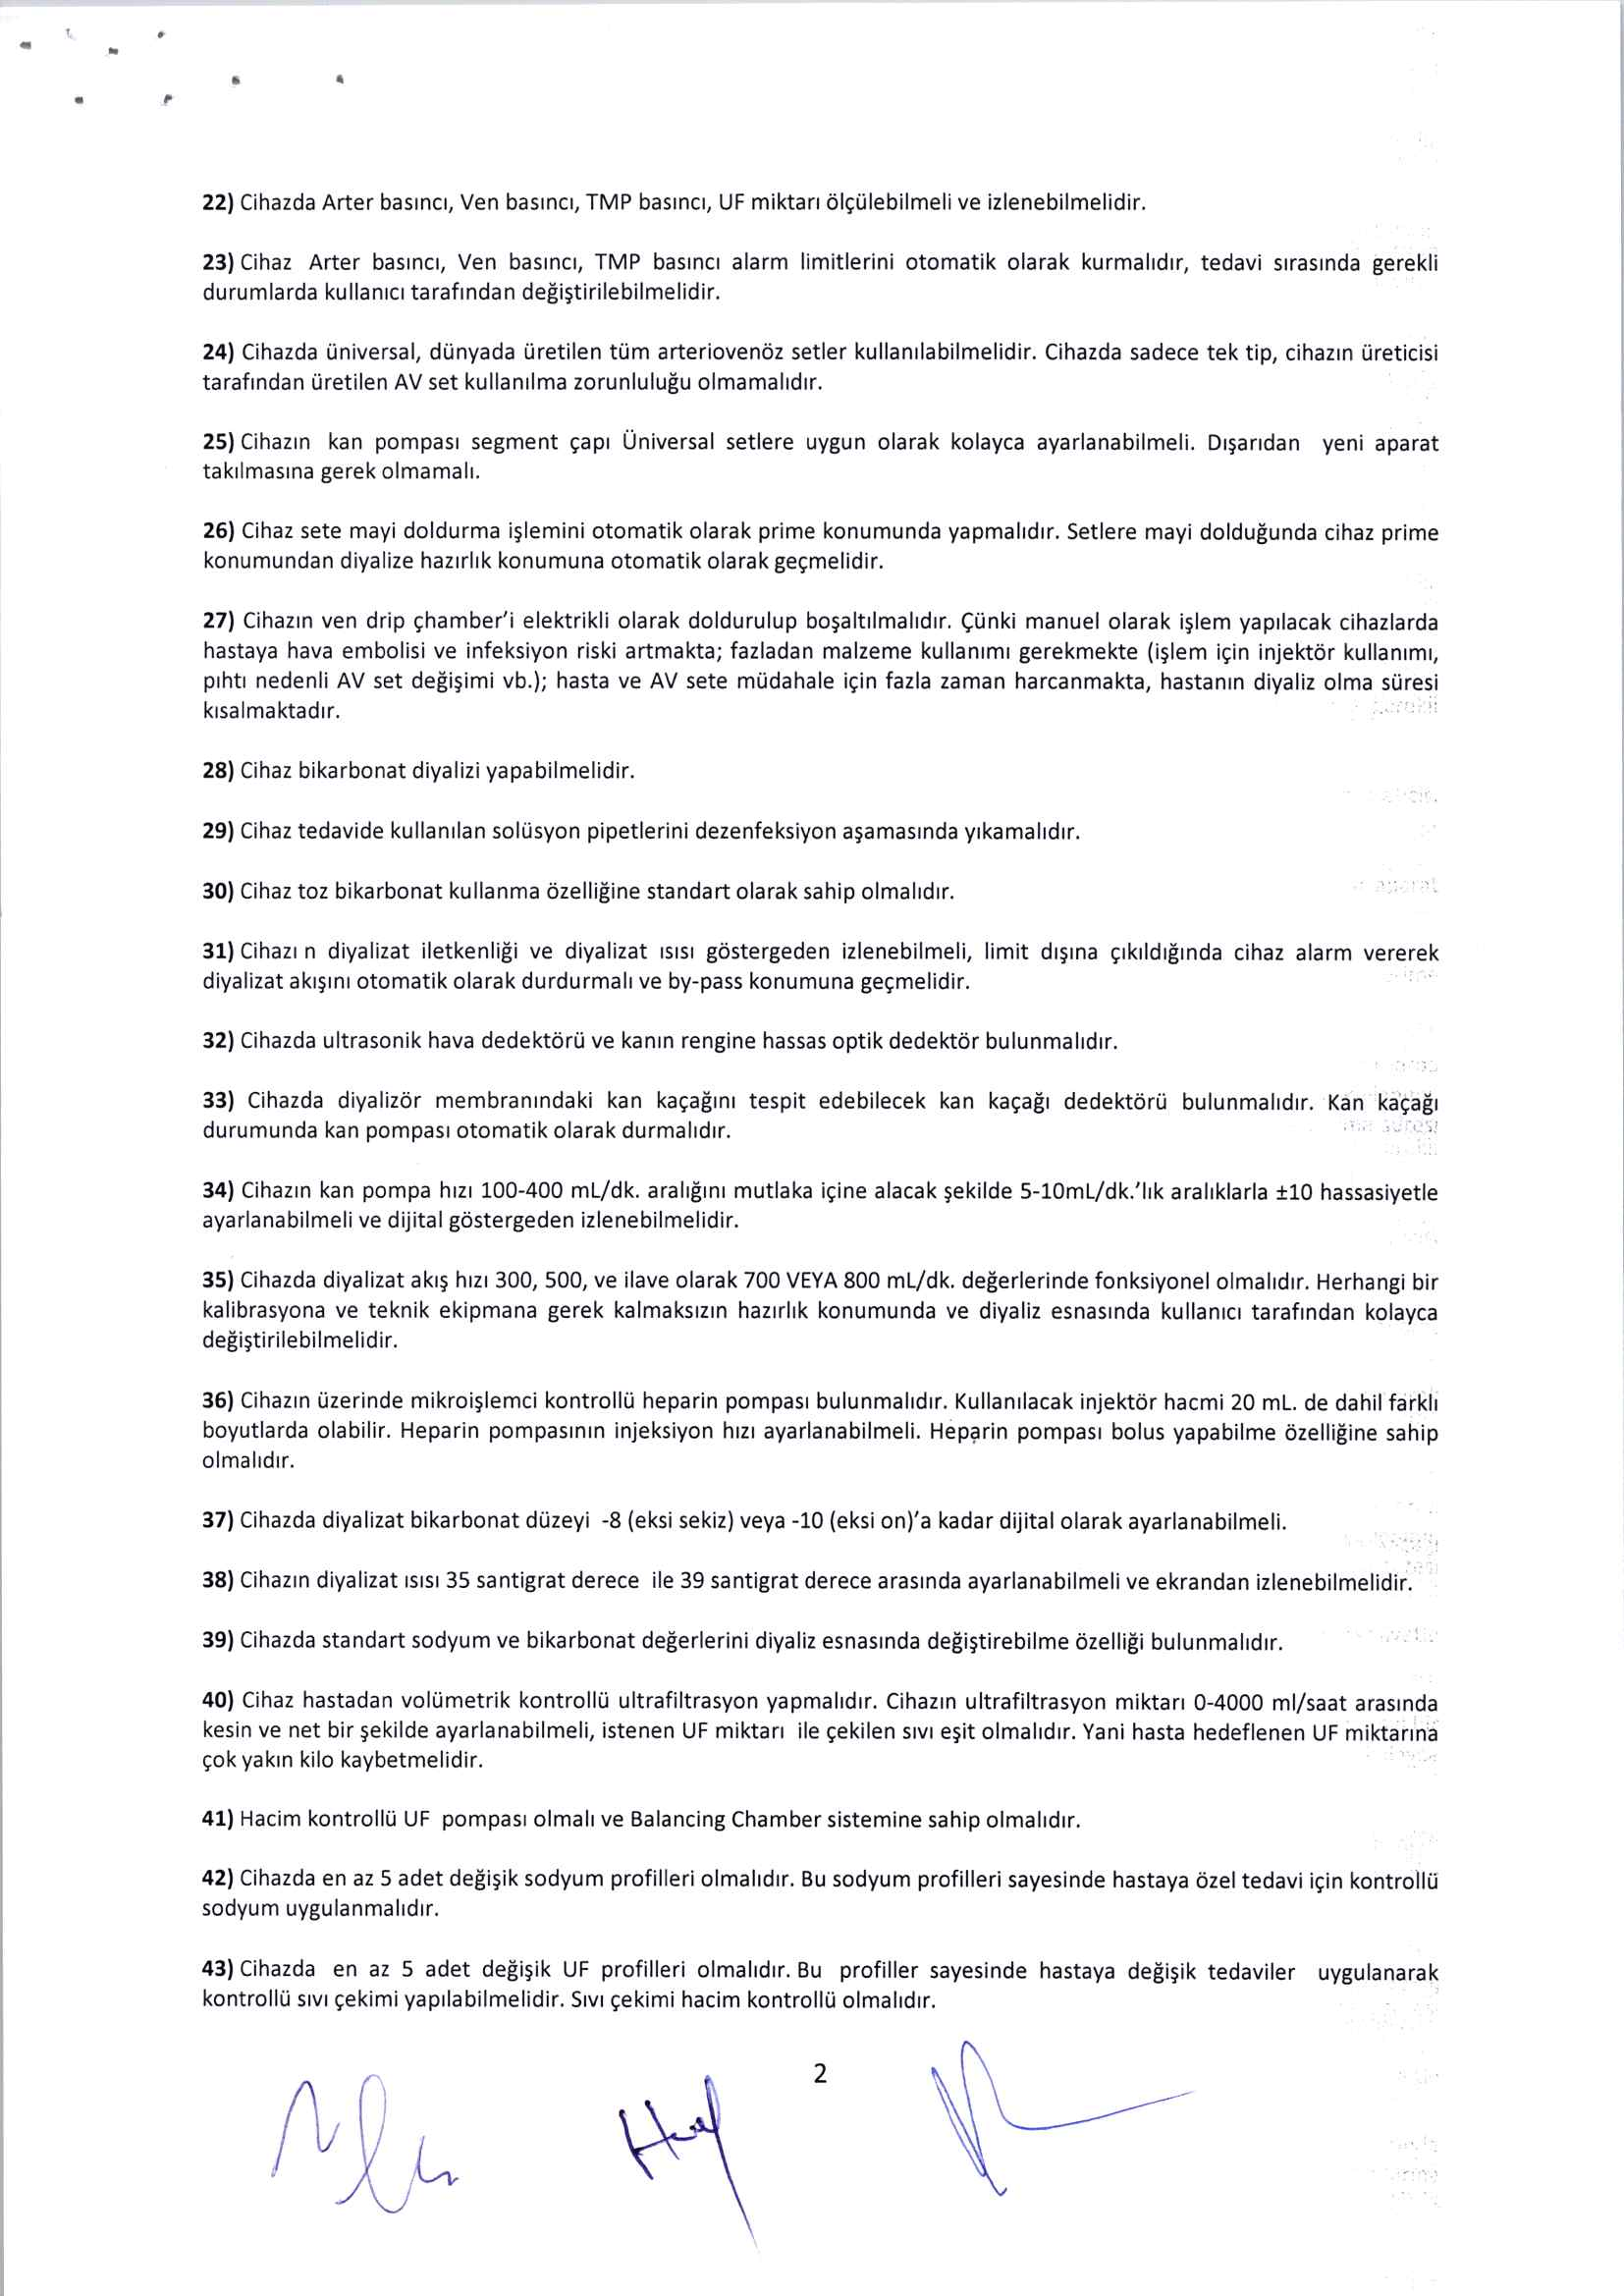 22) Cihazda Arter basıncı, Ven basıncı, TMP basıncı, UF miktarı ölçülebilmeli ve izlenebilmelidir.
23) Cihaz Arter basıncı, Ven basıncı, TMP basıncı alarm limitlerini otomatik olarak kurmalıdır, tedavi sırasında gerekli
durumlarda kullanıcı tarafından değiştirilebilmelidir.
24) Cihazda üniversal, dünyada üretilen tüm arteriovenöz setler kullanılabilmelidir. Cihazda sadece tek tip, cihazın üreticisi
tarafından üretilen AV set kullanılma zorunluluğu olmamalıdır.
25) Cihazın kan pompası segment çapı Üniversal setlere uygun olarak kolayca ayarlanabilmeli. Dışarıdan yeni aparat
takılmasına gerek olmamalı.
26) Cihaz sete mayi doldurma işlemini otomatik olarak prime konumunda yapmalıdır. Setlere mayi dolduğunda cihaz prime
konumundan diyalize hazırlık konumuna otomatik olarak geçmelidir.
27) Cihazın ven drip çhamber’i elektrikli olarak doldurulup boşaltılmalıdır. Çünki manuel olarak işlem yapılacak cihazlarda
hastaya hava embolisi ve infeksiyon riski artmakta; fazladan malzeme kullanımı gerekmekte (işlem için injektör kullanımı,
pıhtı nedenli AV set değişimi vb.); hasta ve AV sete müdahale için fazla zaman harcanmakta, hastanın diyaliz olma süresi
kısalmaktadır.
28) Cihaz bikarbonat diyalizi yapabilmelidir.
29) Cihaz tedavide kullanılan solüsyon pipetlerini dezenfeksiyon aşamasında yıkamalıdır.
30) Cihaz toz bikarbonat kullanma özelliğine standart olarak sahip olmalıdır.
31) Cihazı n diyalizat iletkenliği ve diyalizat ısısı göstergeden izlenebilmeli, limit dışına çıkıldığında cihaz alarm vererek
diyalizat akışını otomatik olarak durdurmalı ve by-pass konumuna geçmelidir.
32) Cihazda ultrasonik hava dedektörü ve kanın rengine hassas optik dedektör bulunmalıdır.
33) Cihazda diyalizör membranındaki kan kaçağını tespit edebilecek kan kaçağı dedektörü bulunmalıdır. Kan kaçağı
durumunda kan pompası otomatik olarak durmalıdır.
34) Cihazın kan pompa hızı 100-400 mL/dk. aralığını mutlaka içine alacak şekilde 5-10mL/dk.’lık aralıklarla ±10 hassasiyetle
ayarlanabilmeli ve dijital göstergeden izlenebilmelidir.
35) Cihazda diyalizat akış hızı 300, 500, ve ilave olarak 700 VEYA 800 mL/dk. değerlerinde fonksiyonel olmalıdır. Herhangi bir
kalibrasyona ve teknik ekipmana gerek kalmaksızın hazırlık konumunda ve diyaliz esnasında kullanıcı tarafından kolayca
değiştirilebilmelidir.
36) Cihazın üzerinde mikroişlemci kontrollü heparin pompası bulunmalıdır. Kullanılacak injektör hacmi 20 mL. de dahil farklı
boyutlarda olabilir. Heparin pompasının injeksiyon hızı ayarlanabilmeli. Heparin pompası bolus yapabilme özelliğine sahip
olmalıdır.
37) Cihazda diyalizat bikarbonat düzeyi -8 (eksi sekiz) veya -10 (eksi on)’a kadar dijital olarak ayarlanabilmeli.
38) Cihazın diyalizat ısısı 35 santigrat derece ile 39 santigrat derece arasında ayarlanabilmeli ve ekrandan izlenebilmelidir.
39) Cihazda standart sodyum ve bikarbonat değerlerini diyaliz esnasında değiştirebilme özelliği bulunmalıdır.
40) Cihaz hastadan volümetrik kontrollü ultrafiltrasyon yapmalıdır. Cihazın ultrafiltrasyon miktarı 0-4000 ml/saat arasında
kesin ve net bir şekilde ayarlanabilmeli, istenen UF miktarı ile çekilen sıvı eşit olmalıdır. Yani hasta hedeflenen UF miktarına
çok yakın kilo kaybetmelidir.
41) Hacim kontrollü UF pompası olmalı ve Balancing Chamber sistemine sahip olmalıdır.
42) Cihazda en az 5 adet değişik sodyum profilleri olmalıdır. Bu sodyum profilleri sayesinde hastaya özel tedavi için kontrollü
sodyum uygulanmalıdır.
43) Cihazda en az 5 adet değişik UF profilleri olmalıdır. Bu profiller sayesinde hastaya değişik tedaviler uygulanarak
kontrollü sıvı çekimi yapılabilmelidir. Sıvı çekimi hacim kontrollü olmalıdır.
2